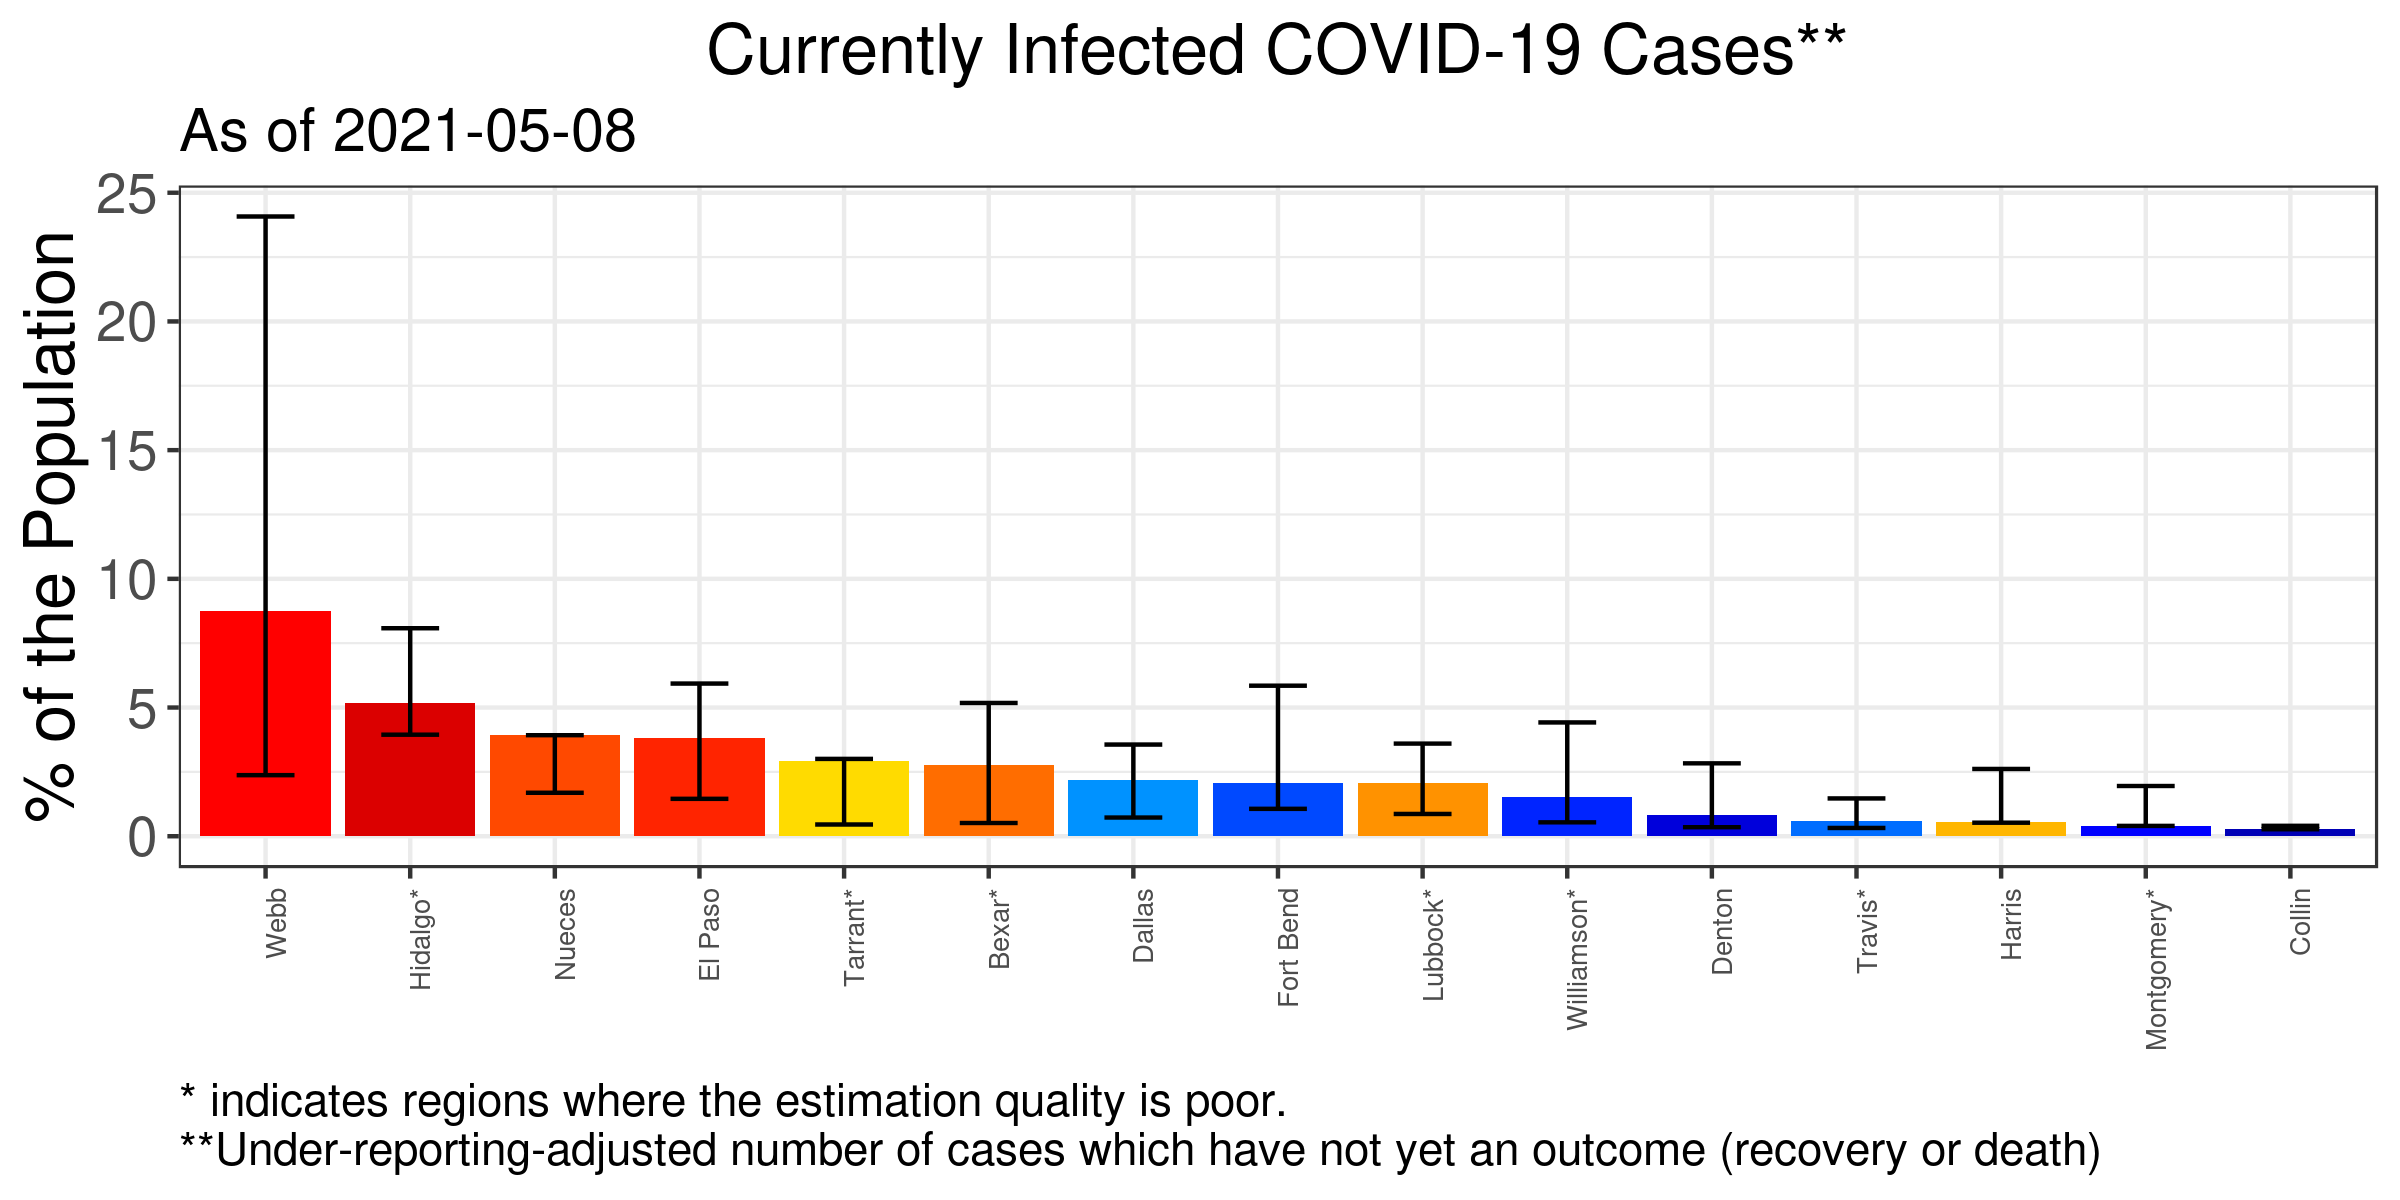 Currently Infected COVID-19 Cases**
As of 2021-05-08
% of the Population
25
20
15
10
5
0
Webb
Hidalgo*
Nueces
El Paso
Tarrant*
Bexar*
Dallas
Fort Bend
Lubbock*
Williamson*
Denton
Travis*
Harris
Montgomery*
Collin
* indicates regions where the estimation quality is poor.
**Under-reporting-adjusted number of cases which have not yet an outcome (recovery or death)